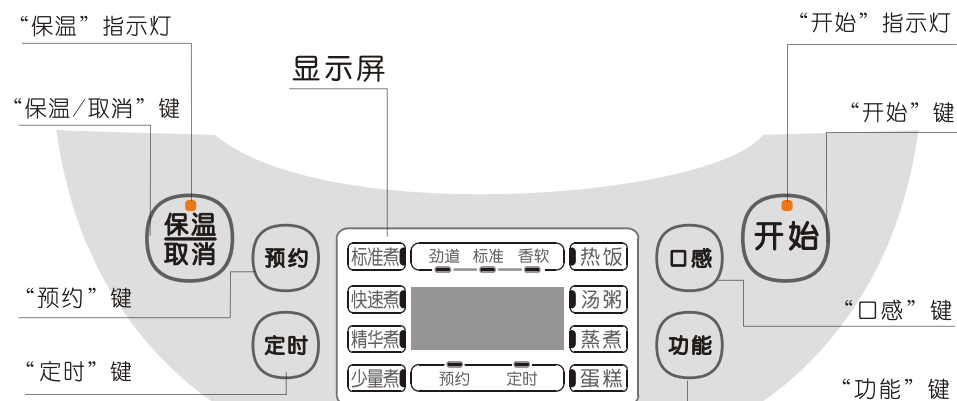 “保温”指示灯
“开始”指示灯
显示屏
“保温/取消”键
“开始”键
保温
取消
开始
预约
口感
标准煮
劲道 标准 香软
热饭
快速煮
汤粥
“预约”键
“口感”键
定时
功能
精华煮
蒸煮
“定时”键
少量煮
预约 定时
蛋糕
“功能”键